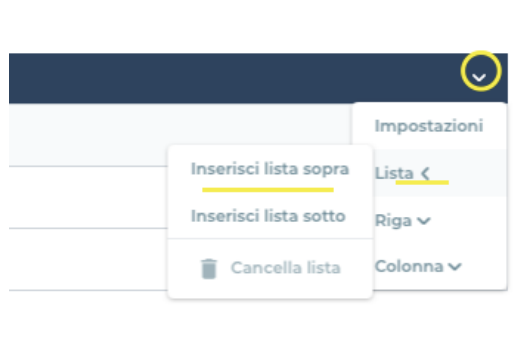 Impostazioni
Lista
Inserisci lista sopra
Inserisci lista sotto
Cancella lista
Riga
Colonna